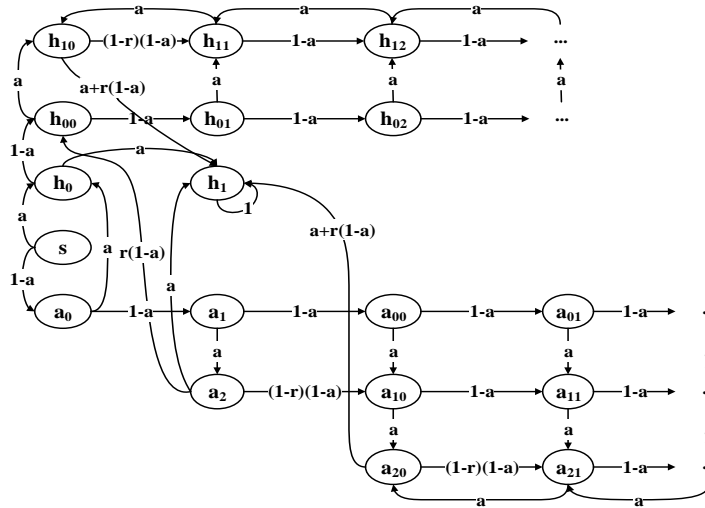 a a a
h10 (1-r)(1-a) h11 1-a h12 1-a ...
a a+r(1-a) a a a
h00 1-a h01 1-a h02 1-a ...
1-a a
h0 h1
a 1
a+r(1-a)
s a r(1-a) a
1-a
a0 1-a a1 1-a a00 1-a a01 1-a
a a a
a2 (1-r)(1-a) a10 1-a a11 1-a
a a
a20 (1-r)(1-a) a21 1-a
a